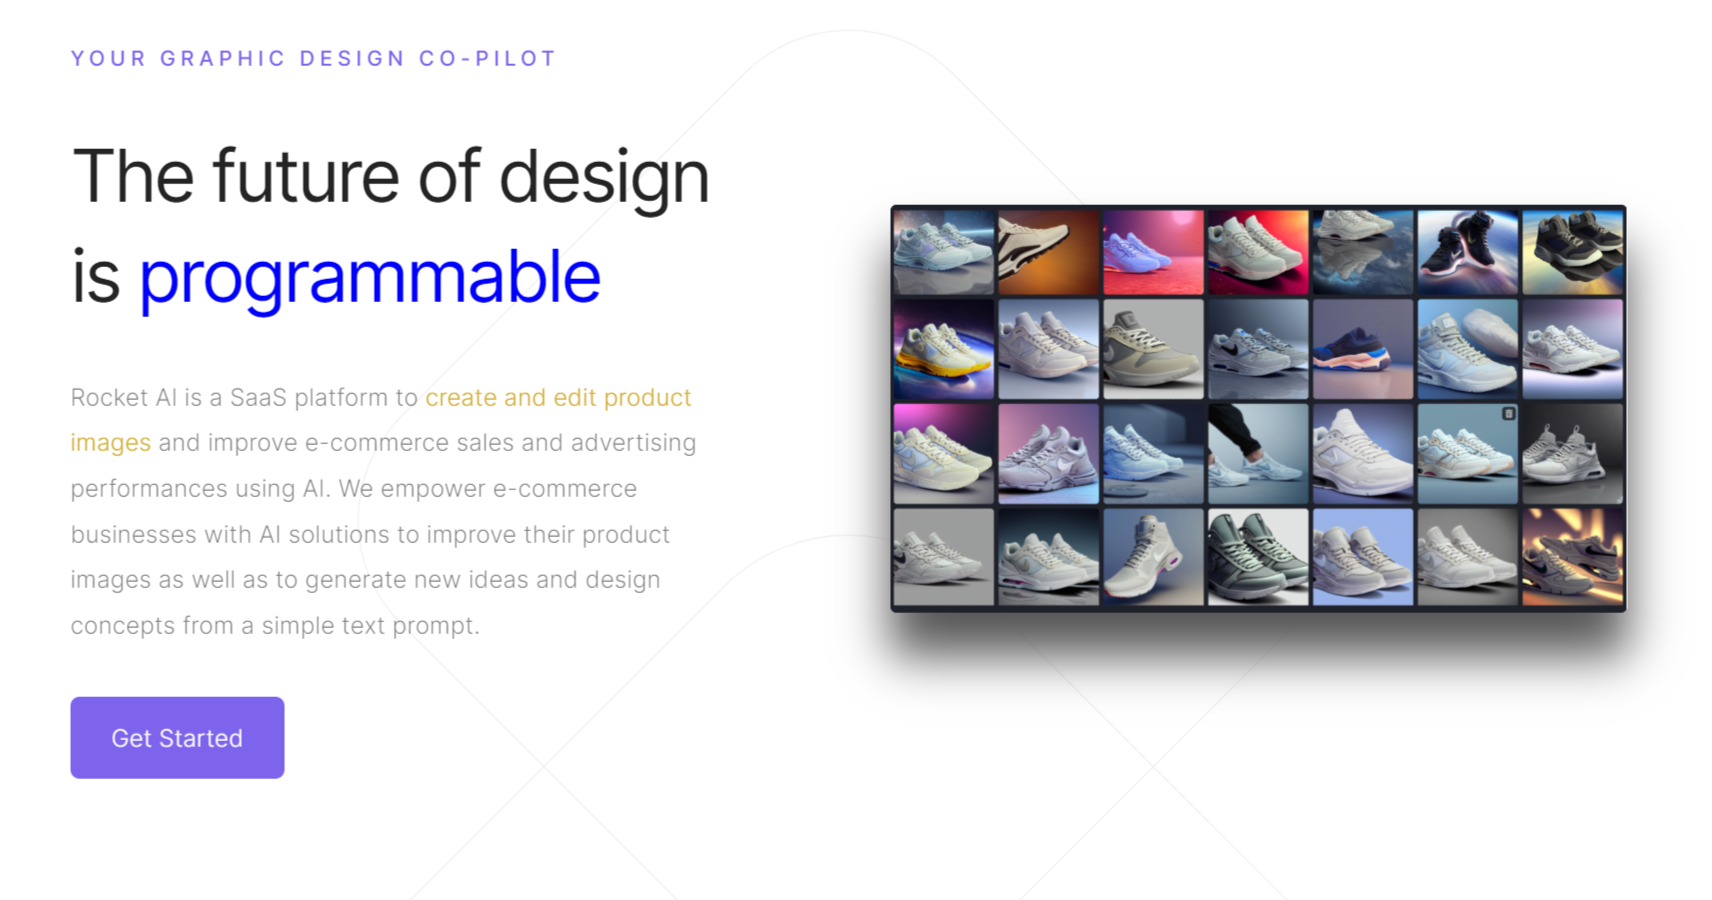 YOUR GRAPHIC DESIGN CO-PILOT
The future of design
is programmable
Rocket AI is a SaaS platform to create and edit product
images and improve e-commerce sales and advertising
performances using AI. We empower e-commerce
businesses with AI solutions to improve their product
images as well as to generate new ideas and design
concepts from a simple text prompt.
Get Started